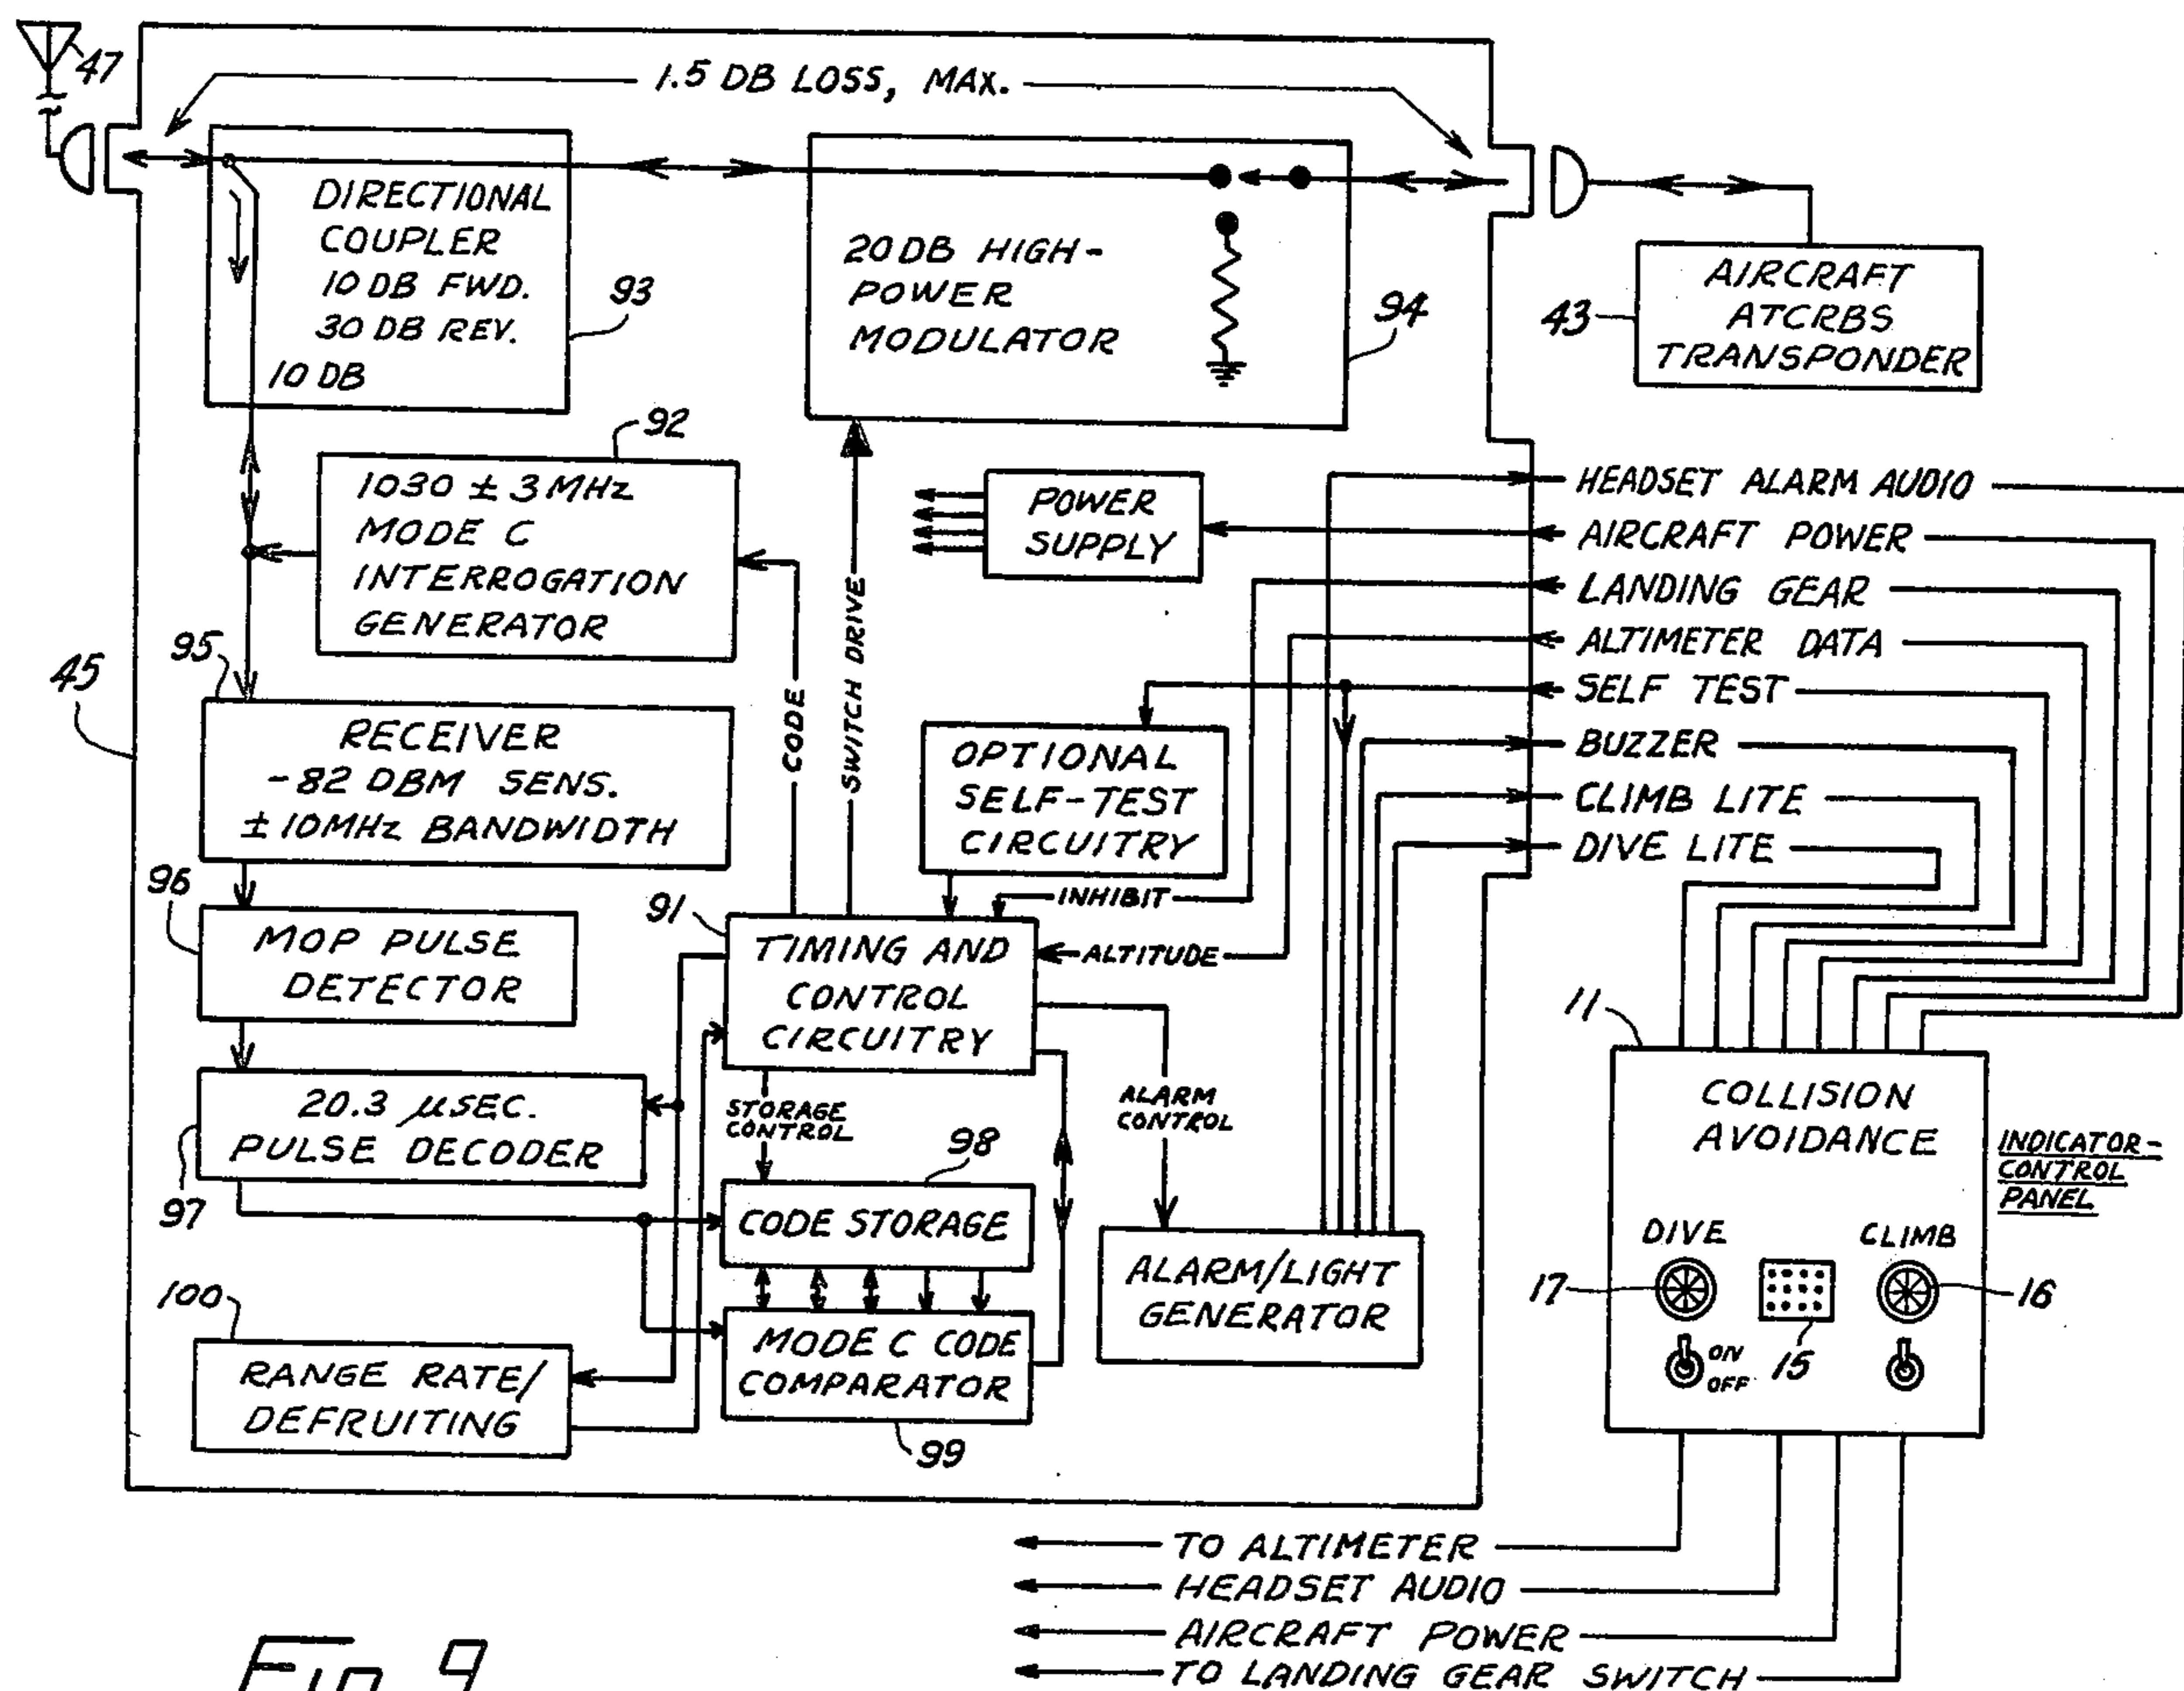 47
1.5 DB LOSS, MAX.
DIRECTIONAL
COUPLER
10 DB FWD.
30 DB REV.
10 DB
93
20 DB HIGH-
POWER
MODULATOR
94
43
AIRCRAFT
ATCRBS
TRANSPONDER
92
1030 ± 3 MHz
MODE C
INTERROGATION
GENERATOR
CODE
SWITCH DRIVE
POWER
SUPPLY
HEADSET ALARM AUDIO
AIRCRAFT POWER
LANDING GEAR
ALTIMETER DATA
SELF TEST
BUZZER
CLIMB LITE
DIVE LITE
45
95
RECEIVER
-82 DBM SENS.
±10MHz BANDWIDTH
OPTIONAL
SELF-TEST
CIRCUITRY
INHIBIT
ALTITUDE
96
MOP PULSE
DETECTOR
91
TIMING AND
CONTROL
CIRCUITRY
20.3 µSEC.
PULSE DECODER
97
STORAGE
CONTROL
ALARM
CONTROL
98
CODE STORAGE
100
RANGE RATE/
DEFRUITING
MODE C CODE
COMPARATOR
99
ALARM/LIGHT
GENERATOR
11
COLLISION
AVOIDANCE
INDICATOR-
CONTROL
PANEL
DIVE
CLIMB
17
16
15
ON
OFF
TO ALTIMETER
HEADSET AUDIO
AIRCRAFT POWER
TO LANDING GEAR SWITCH
Fig 9